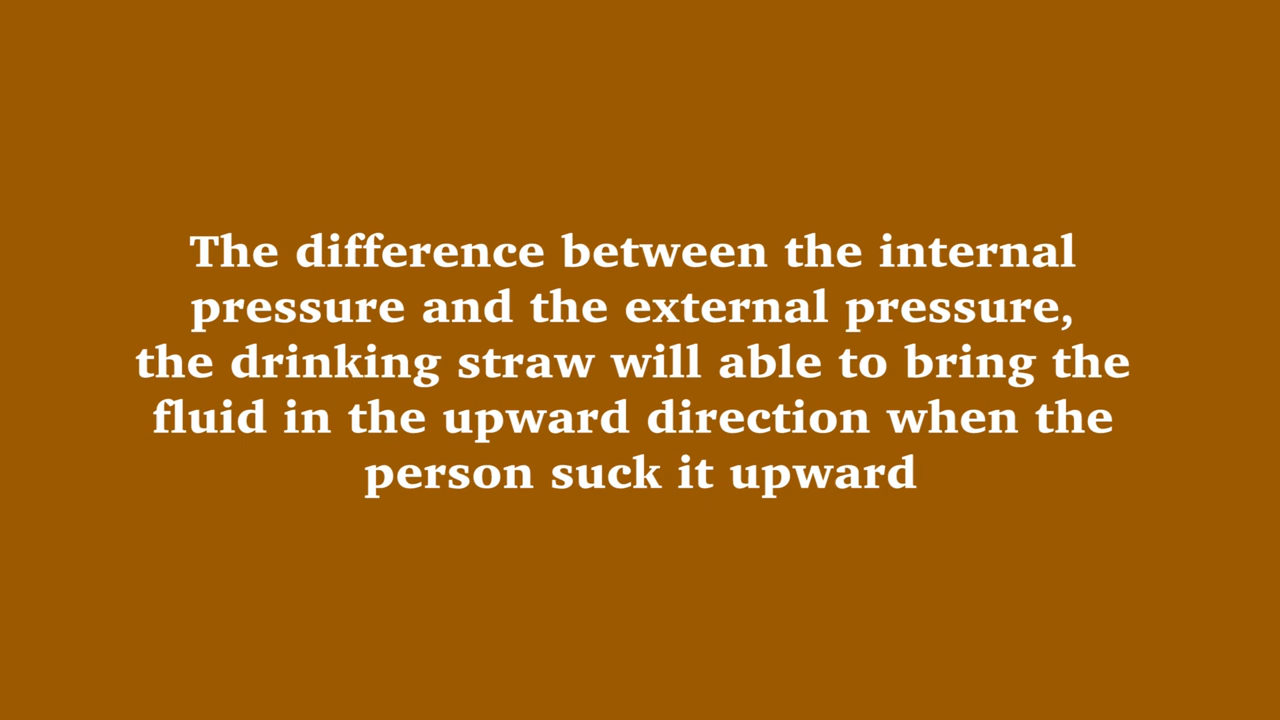 The difference between the internal
pressure and the external pressure,
the drinking straw will able to bring the
fluid in the upward direction when the
person suck it upward